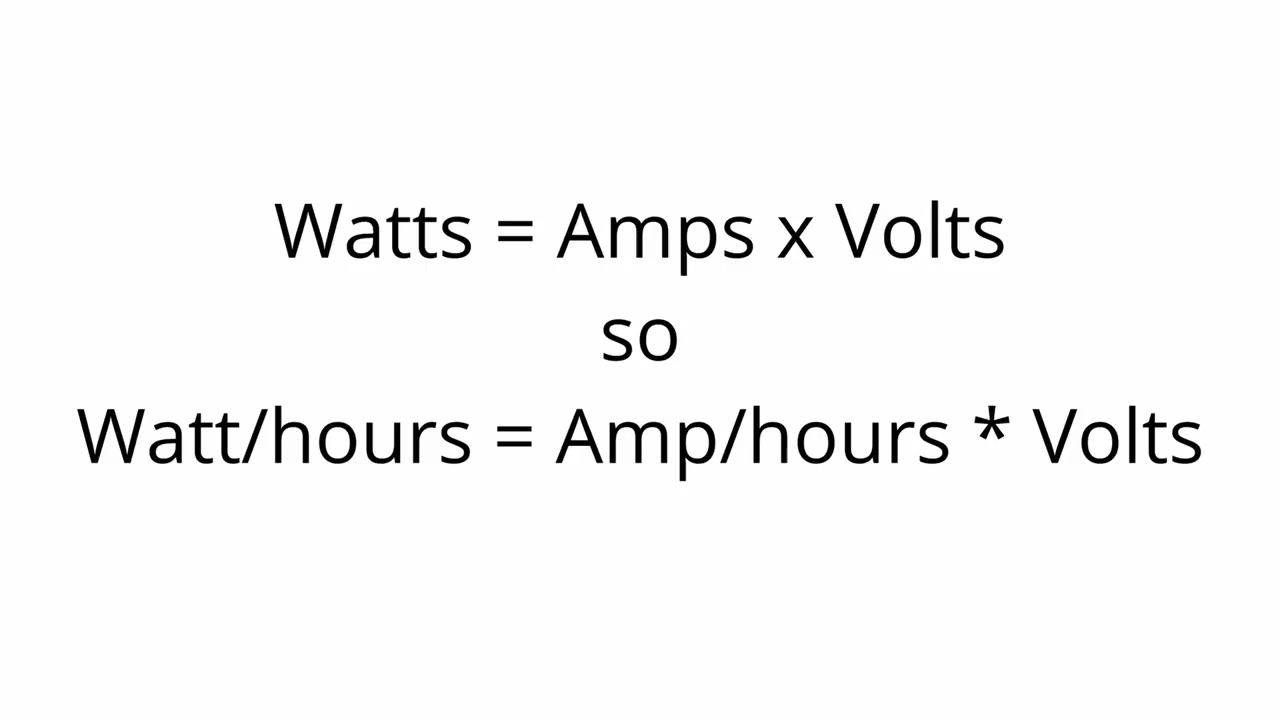 Watts = Amps x Volts
so
Watt/hours = Amp/hours * Volts